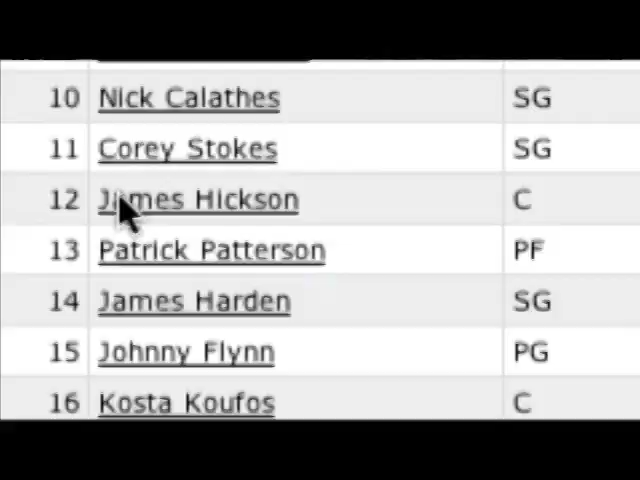 10 Nick Calathes SG
11 Corey Stokes SG
12 James Hickson C
13 Patrick Patterson PF
14 James Harden SG
15 Johnny Flynn PG
16 Kosta Koufos C